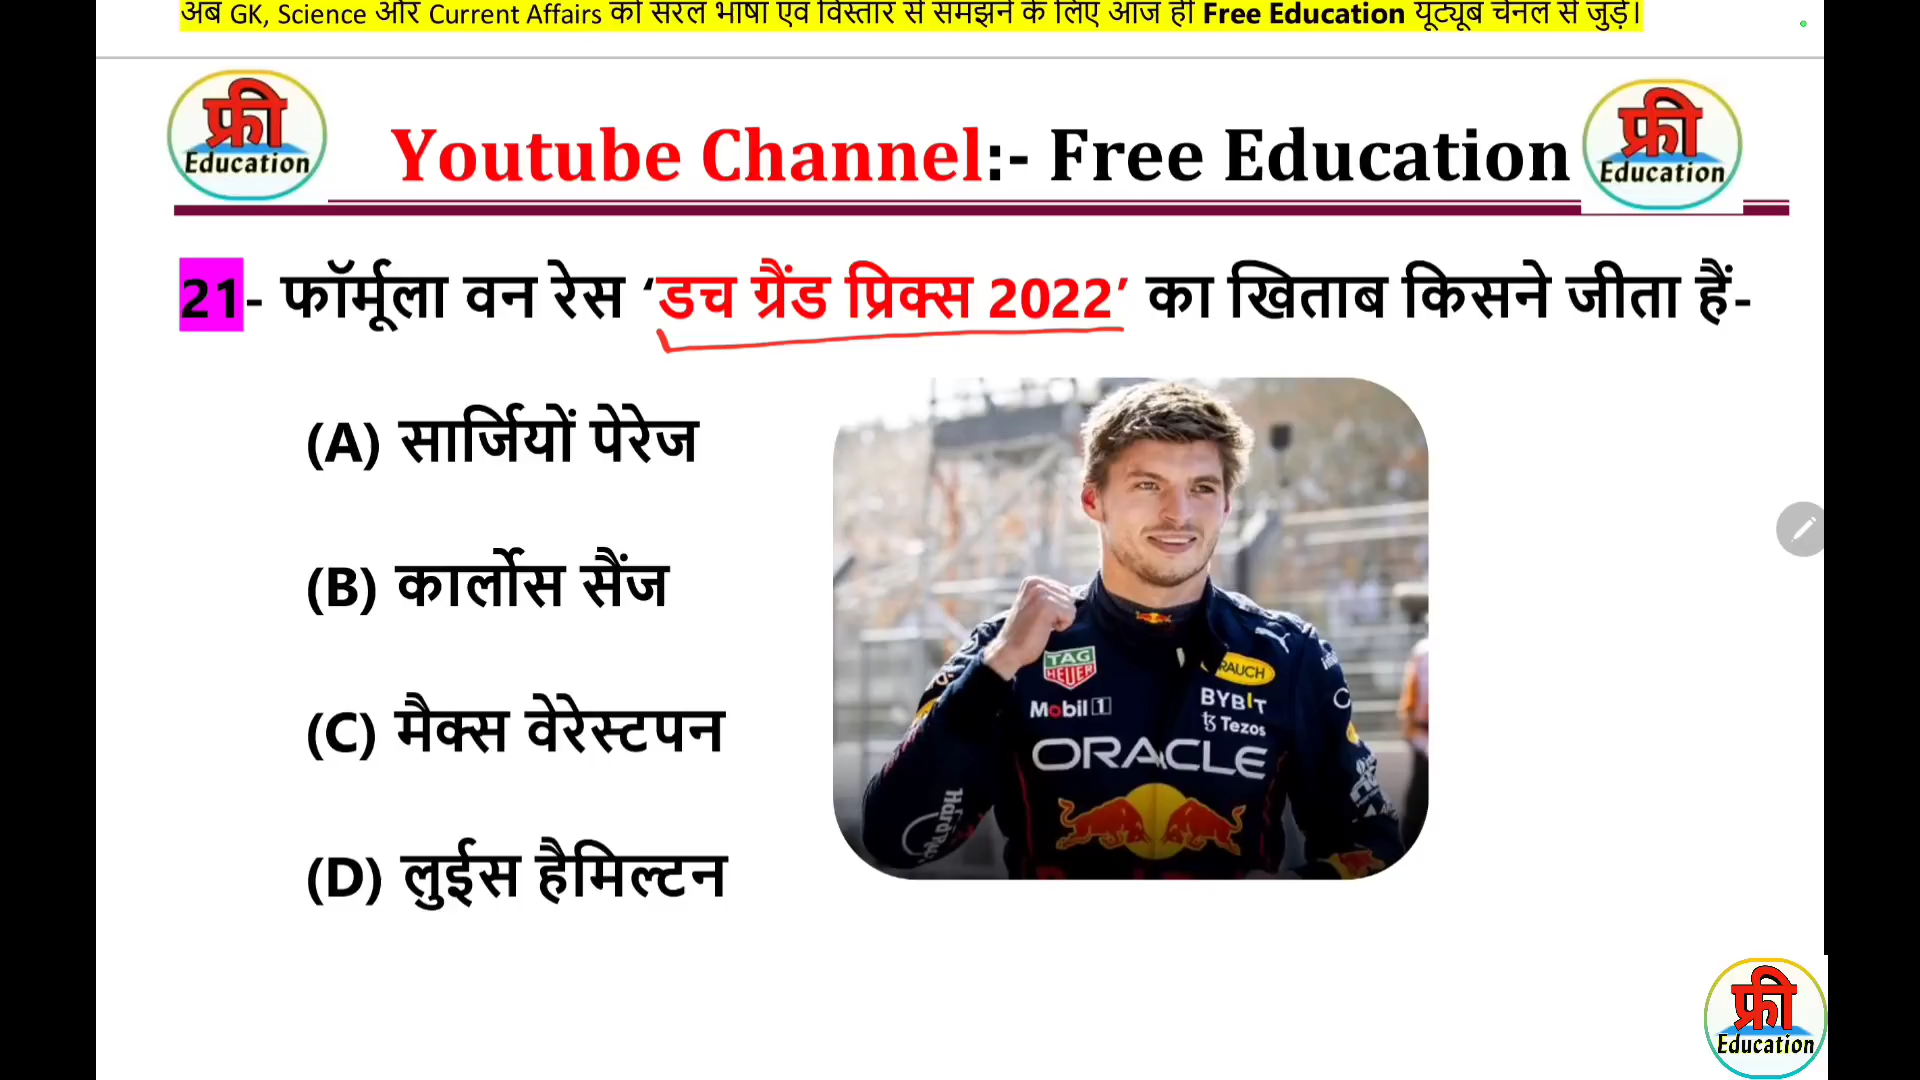 अब GK, Science और Current Affairs को सरल भाषा एवं विस्तार से समझने के लिए आज ही Free Education यूट्यूब चैनल से जुड़ें।
फ्री
Education
Youtube Channel:- Free Education
फ्री
Education
21- फॉर्मूला वन रेस ‘डच ग्रैंड प्रिक्स 2022’ का खिताब किसने जीता हैं-
(A) सार्जियों पेरेज
(B) कार्लोस सैंज
(C) मैक्स वेरेस्टपन
(D) लुईस हैमिल्टन
TAG
HEUER
RAUCH
Mobil 1
BYBIT
Tezos
ORACLE
फ्री
Education